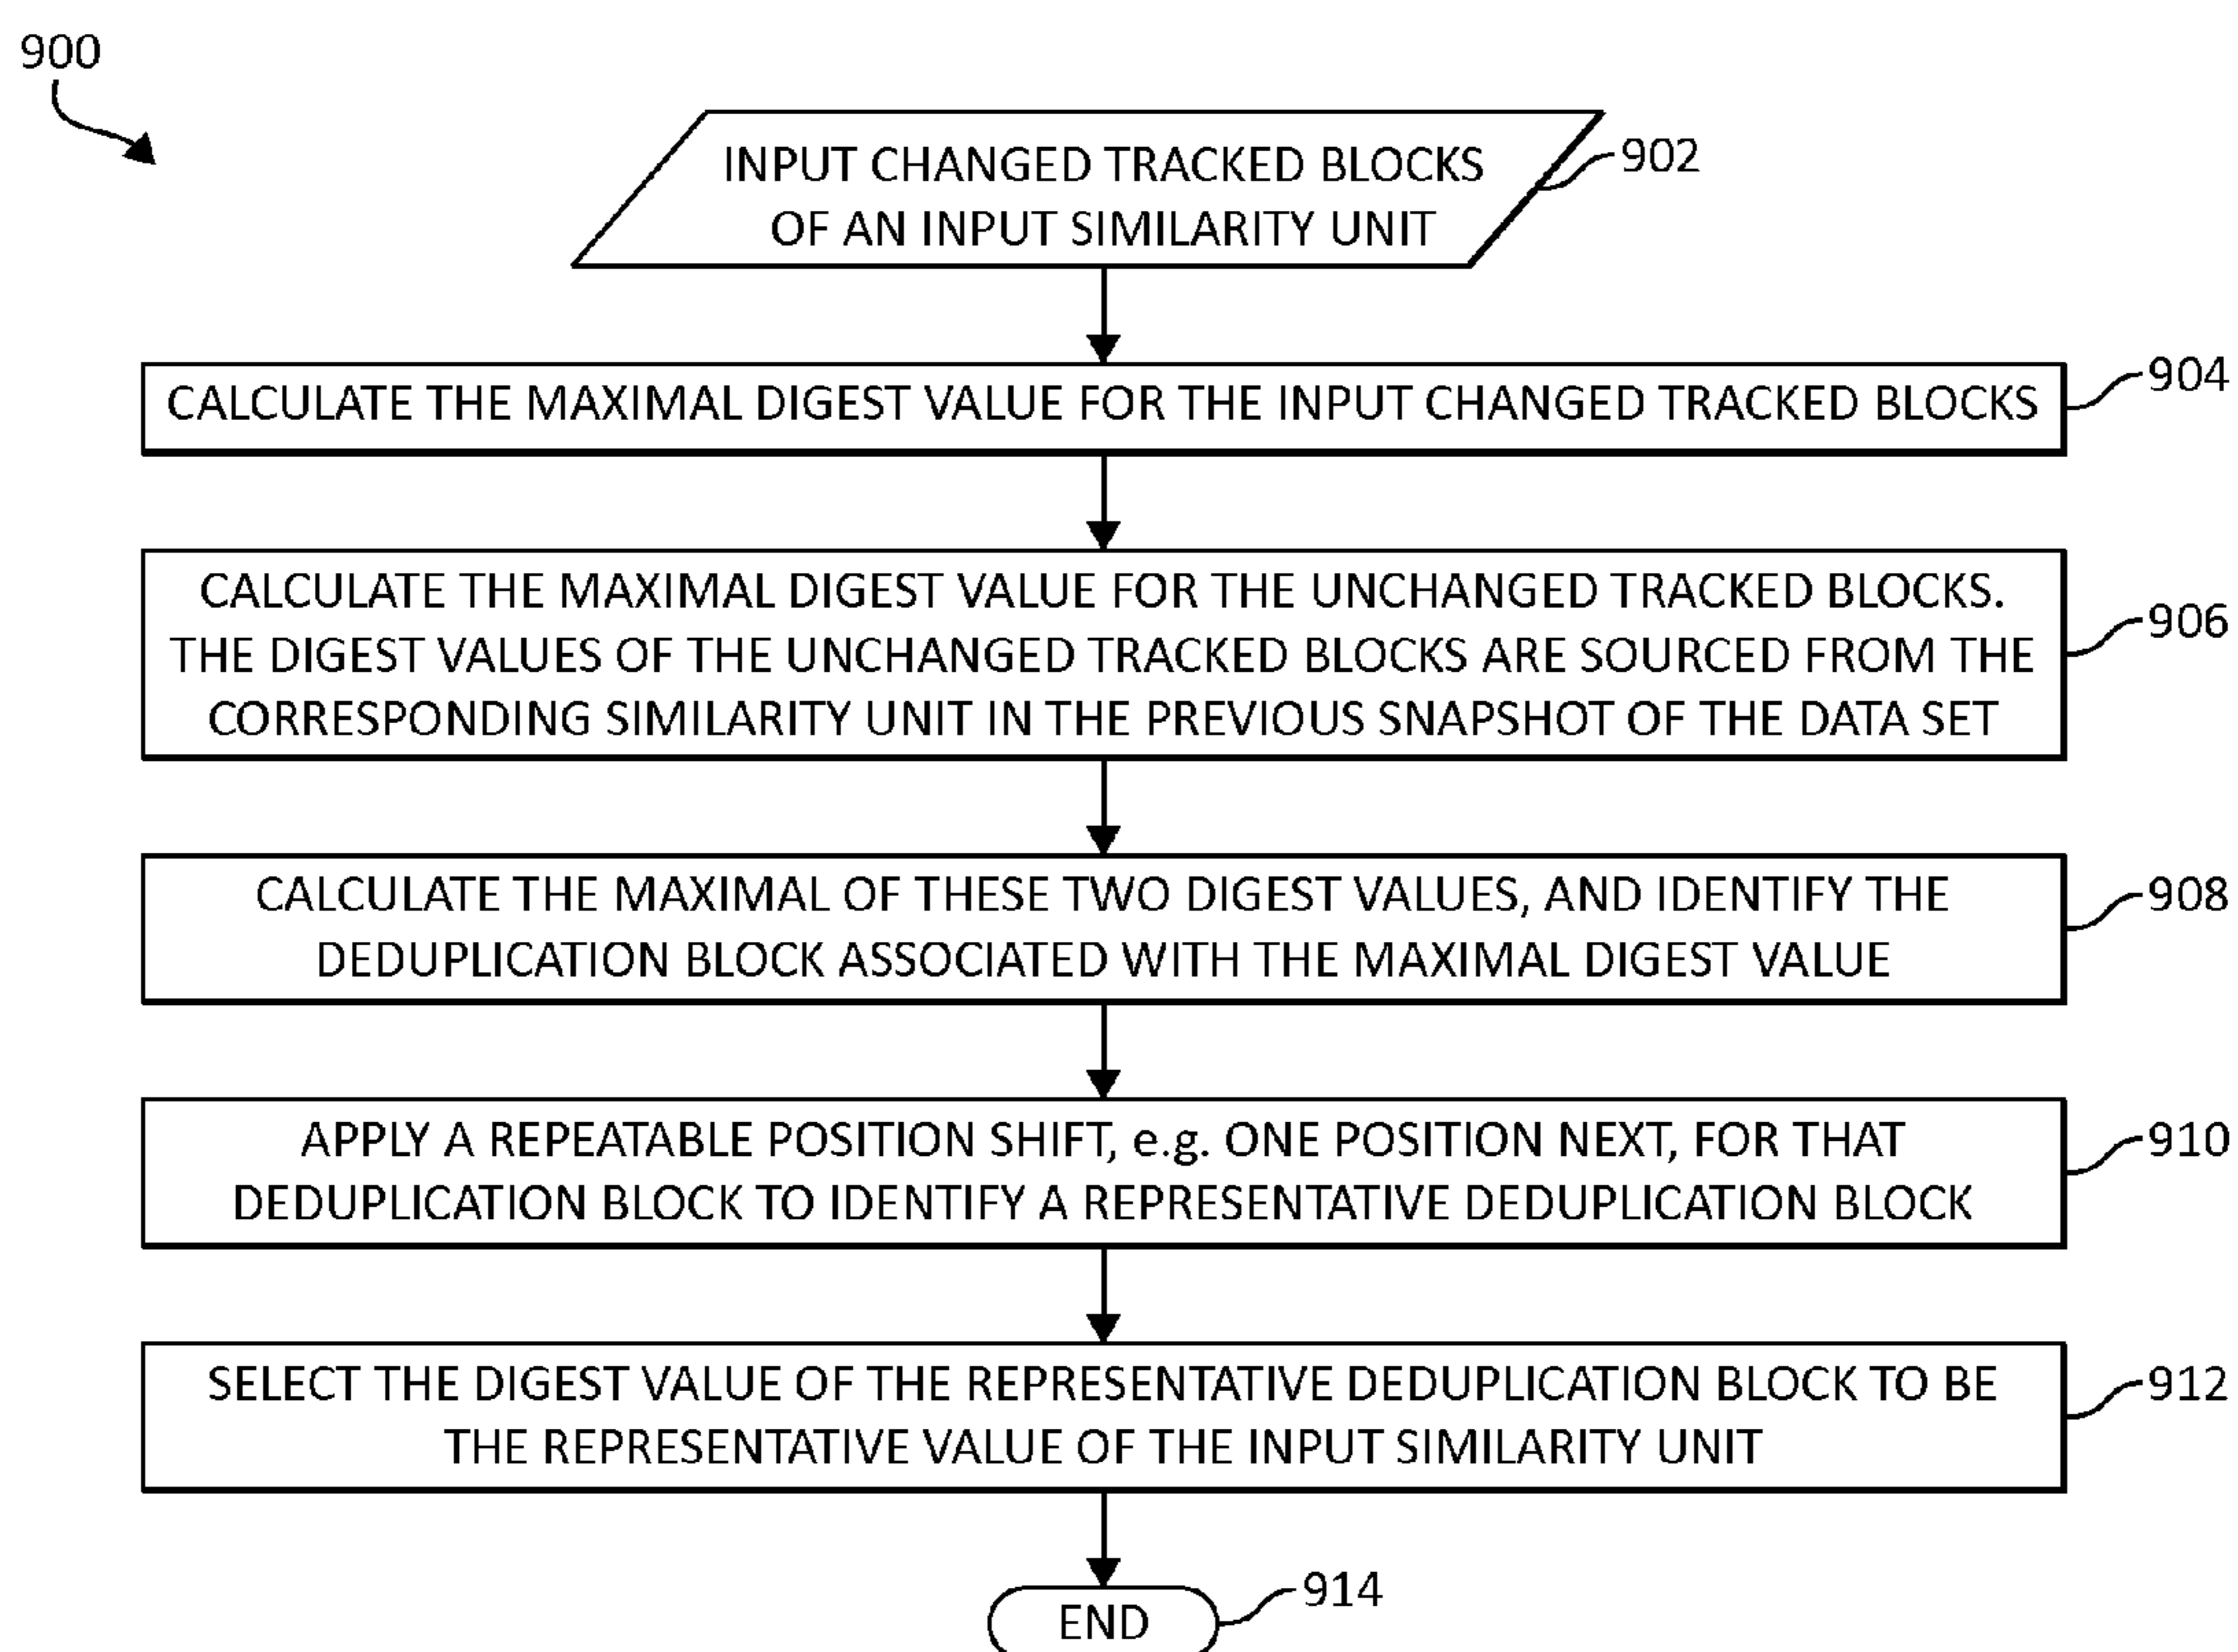 900
INPUT CHANGED TRACKED BLOCKS
OF AN INPUT SIMILARITY UNIT
902
CALCULATE THE MAXIMAL DIGEST VALUE FOR THE INPUT CHANGED TRACKED BLOCKS
904
CALCULATE THE MAXIMAL DIGEST VALUE FOR THE UNCHANGED TRACKED BLOCKS.
THE DIGEST VALUES OF THE UNCHANGED TRACKED BLOCKS ARE SOURCED FROM THE
CORRESPONDING SIMILARITY UNIT IN THE PREVIOUS SNAPSHOT OF THE DATA SET
906
CALCULATE THE MAXIMAL OF THESE TWO DIGEST VALUES, AND IDENTIFY THE
DEDUPLICATION BLOCK ASSOCIATED WITH THE MAXIMAL DIGEST VALUE
908
APPLY A REPEATABLE POSITION SHIFT, e.g. ONE POSITION NEXT, FOR THAT
DEDUPLICATION BLOCK TO IDENTIFY A REPRESENTATIVE DEDUPLICATION BLOCK
910
SELECT THE DIGEST VALUE OF THE REPRESENTATIVE DEDUPLICATION BLOCK TO BE
THE REPRESENTATIVE VALUE OF THE INPUT SIMILARITY UNIT
912
END
914